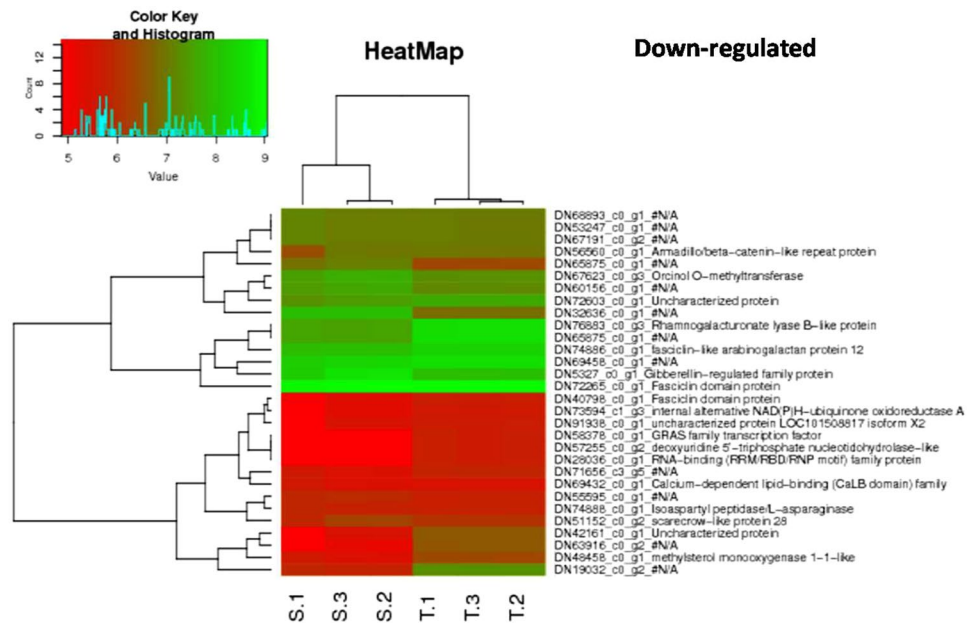 Color Key
and Histogram
Count
0 4 8 12
5 6 7 8 9
Value
HeatMap
Down-regulated
DN68893_c0_g1_#N/A
DN53247_c0_g1_#N/A
DN67191_c0_g2_#N/A
DN56560_c0_g1_Armadillo/beta-catenin-like repeat protein
DN65875_c0_g1_#N/A
DN67623_c0_g3_Orcinol O-methyltransferase
DN60156_c0_g1_#N/A
DN72603_c0_g1_Uncharacterized protein
DN32636_c0_g1_#N/A
DN76883_c0_g3_Rhamnogalacturonate lyase B-like protein
DN65875_c0_g1_#N/A
DN74886_c0_g1_fasciclin-like arabinogalactan protein 12
DN69458_c0_g1_#N/A
DN5327_c0_g1_Gibberellin-regulated family protein
DN72265_c0_g1_Fasciclin domain protein
DN40798_c0_g1_Fasciclin domain protein
DN73594_c1_g3_internal alternative NAD(P)H-ubiquinone oxidoreductase A
DN91938_c0_g1_uncharacterized protein LOC101508817 isoform X2
DN58378_c0_g1_GRAS family transcription factor
DN57255_c0_g2_deoxyuridine 5'-triphosphate nucleotidohydrolase-like
DN28036_c0_g1_RNA-binding (RRM/RBD/RNP motif) family protein
DN71656_c3_g5_#N/A
DN69432_c0_g1_Calcium-dependent lipid-binding (CaLB domain) family
DN55595_c0_g1_#N/A
DN74888_c0_g1_Isoaspartyl peptidase/L-asparaginase
DN51152_c0_g2_scarecrow-like protein 28
DN42161_c0_g1_Uncharacterized protein
DN63916_c0_g2_#N/A
DN48458_c0_g1_methylsterol monooxygenase 1-1-like
DN19032_c0_g2_#N/A
S.1 S.3 S.2 T.1 T.3 T.2